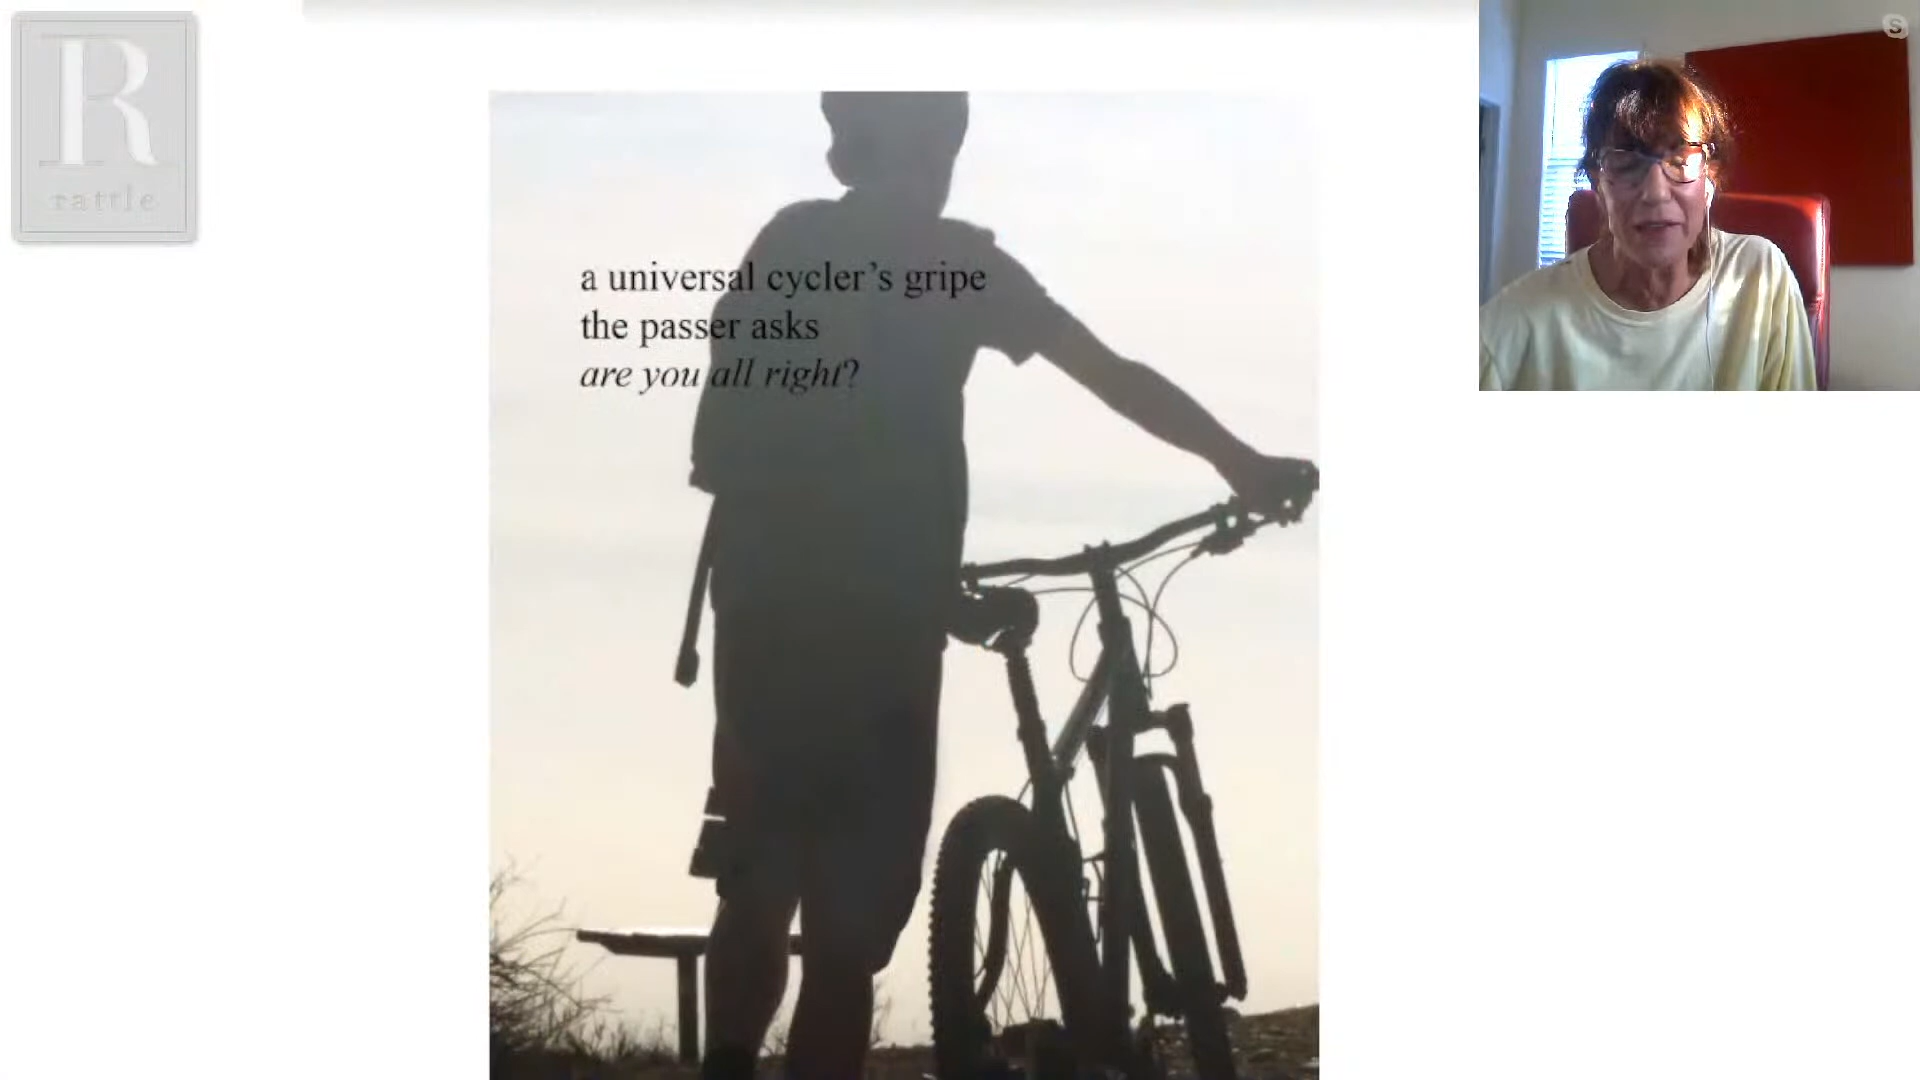 R
rattle
a universal cycler’s gripe
the passer asks
are you all right?
S